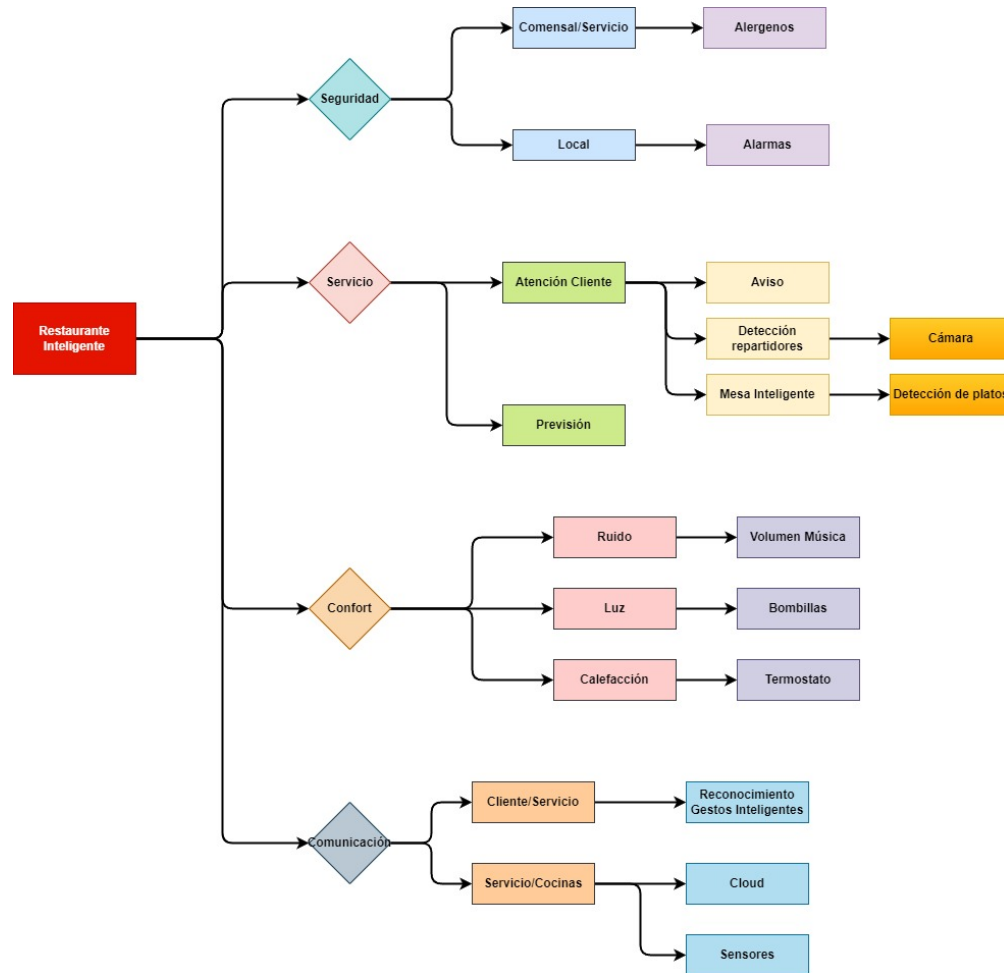 Comensal/Servicio
Alergenos
Seguridad
Local
Alarmas
Restaurante
Inteligente
Servicio
Atención Cliente
Aviso
Detección
repartidores
Cámara
Mesa Inteligente
Detección de platos
Previsión
Confort
Ruido
Volumen Música
Luz
Bombillas
Calefacción
Termostato
Comunicación
Cliente/Servicio
Reconocimiento
Gestos Inteligentes
Servicio/Cocinas
Cloud
Sensores